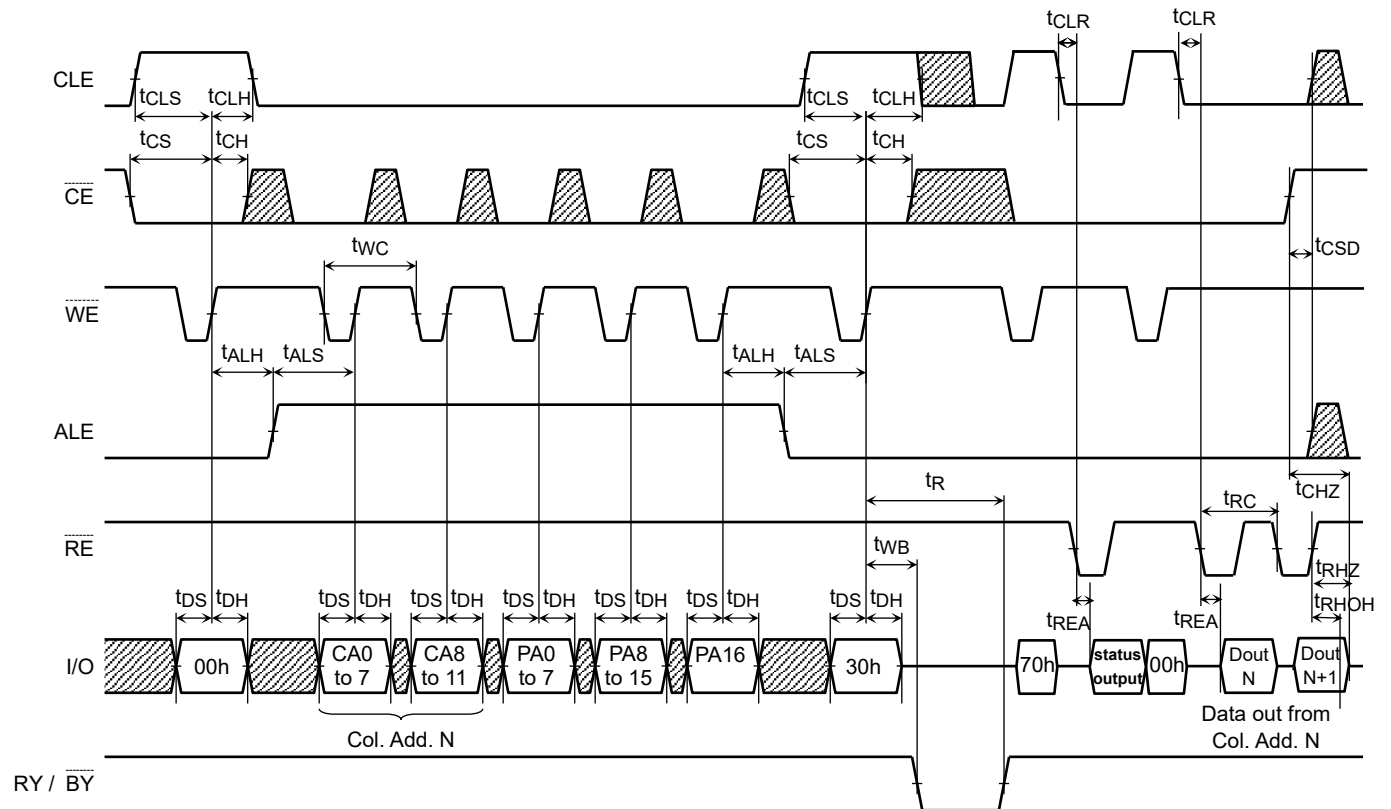 tCLR tCLR
CLE
tCLS tCLH tCLS tCLH
tCS tCH tCS tCH
CE
tWC tCSD
WE
tALH tALS tALH tALS
ALE
tR tCHZ
tRC
RE
tWB tRHZ
tDS tDH tDS tDH tDS tDH tDS tDH tDS tDH tDS tDH tDS tDH tREA tREA tRHOH
I/O 00h CA0 to 7 CA8 to 11 PA0 to 7 PA8 to 15 PA16 30h 70h status output 00h Dout N Dout N+1
Col. Add. N
Data out from
Col. Add. N
RY / BY